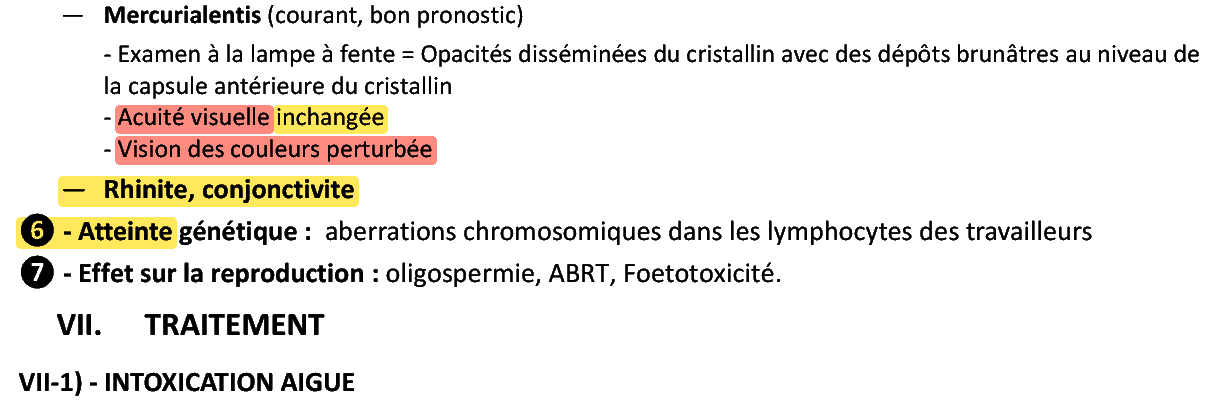 — Mercurialentis (courant, bon pronostic)
- Examen à la lampe à fente = Opacités disséminées du cristallin avec des dépôts brunâtres au niveau de
la capsule antérieure du cristallin
- Acuité visuelle inchangée
- Vision des couleurs perturbée
— Rhinite, conjonctivite
6 - Atteinte génétique : aberrations chromosomiques dans les lymphocytes des travailleurs
7 - Effet sur la reproduction : oligospermie, ABRT, Foetotoxicité.
VII. TRAITEMENT
VII-1) - INTOXICATION AIGUE